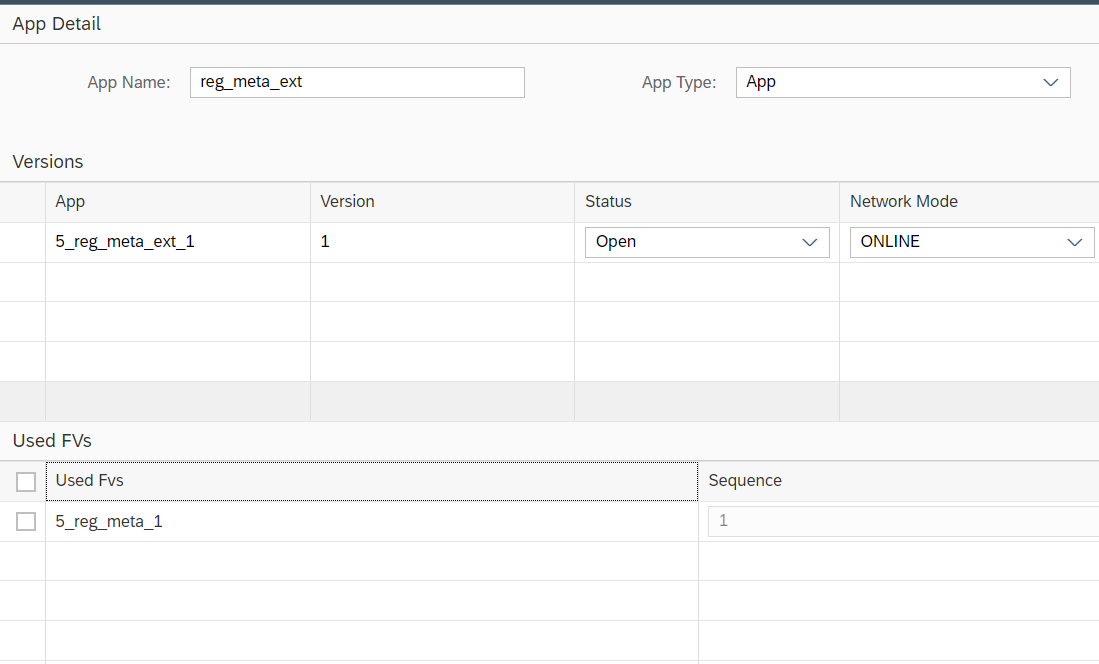 App Detail
App Name: reg_meta_ext App Type: App
Versions
App Version Status Network Mode
5_reg_meta_ext_1 1 Open ONLINE
Used FVs
Used Fvs Sequence
5_reg_meta_1 1